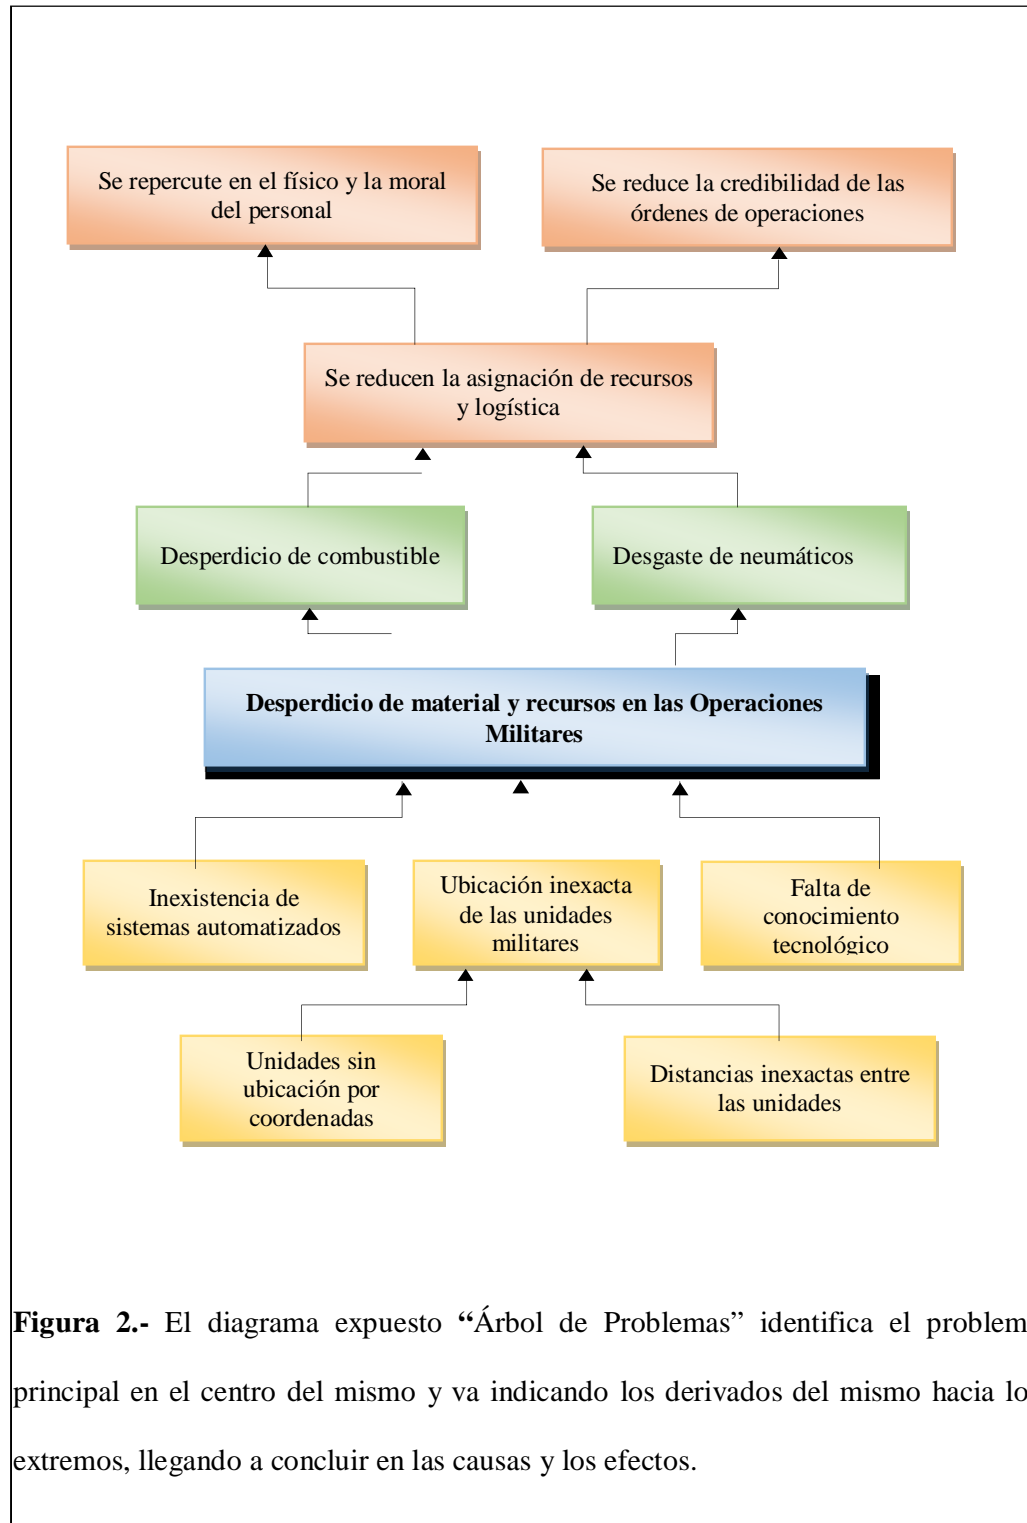 Se repercute en el físico y la moral
del personal
Se reduce la credibilidad de las
órdenes de operaciones
Se reducen la asignación de recursos
y logística
Desperdicio de combustible
Desgaste de neumáticos
Desperdicio de material y recursos en las Operaciones
Militares
Inexistencia de
sistemas automatizados
Ubicación inexacta
de las unidades
militares
Falta de
conocimiento
tecnológico
Unidades sin
ubicación por
coordenadas
Distancias inexactas entre
las unidades
Figura 2.- El diagrama expuesto “Árbol de Problemas” identifica el problem
principal en el centro del mismo y va indicando los derivados del mismo hacia lo
extremos, llegando a concluir en las causas y los efectos.